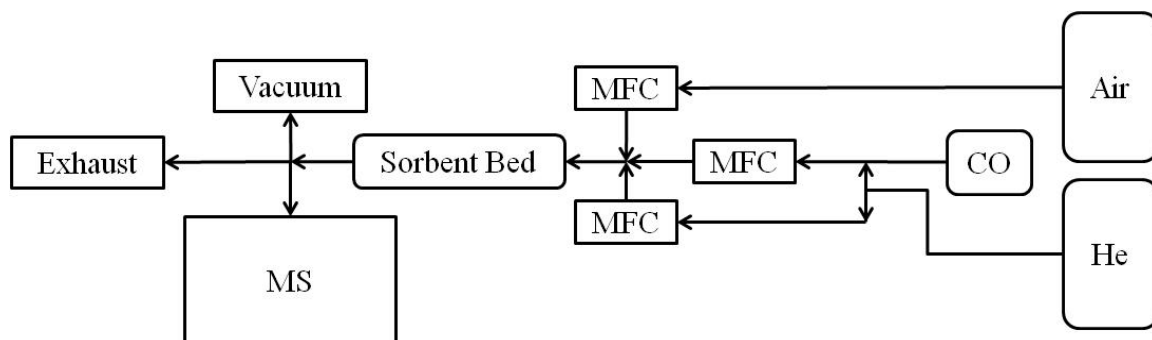 Vacuum
MFC
Air
Exhaust
Sorbent Bed
MFC
CO
MFC
MS
He